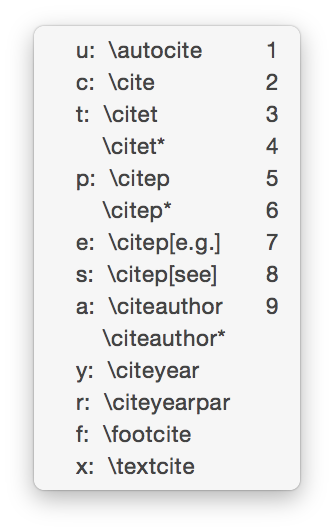 u: \autocite 1
c: \cite 2
t: \citet 3
\citet* 4
p: \citep 5
\citep* 6
e: \citep[e.g.] 7
s: \citep[see] 8
a: \citeauthor 9
\citeauthor*
y: \citeyear
r: \citeyearpar
f: \footcite
x: \textcite